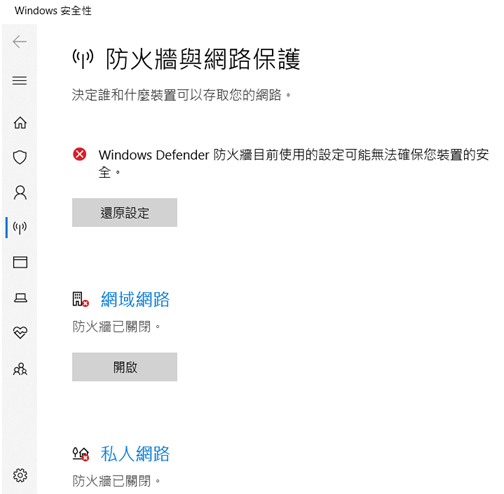 Windows 安全性
防火牆與網路保護
決定誰和什麼裝置可以存取您的網路。
Windows Defender 防火牆目前使用的設定可能無法確保您裝置的安
全。
還原設定
網域網路
防火牆已關閉。
開啟
私人網路
防火牆已關閉。